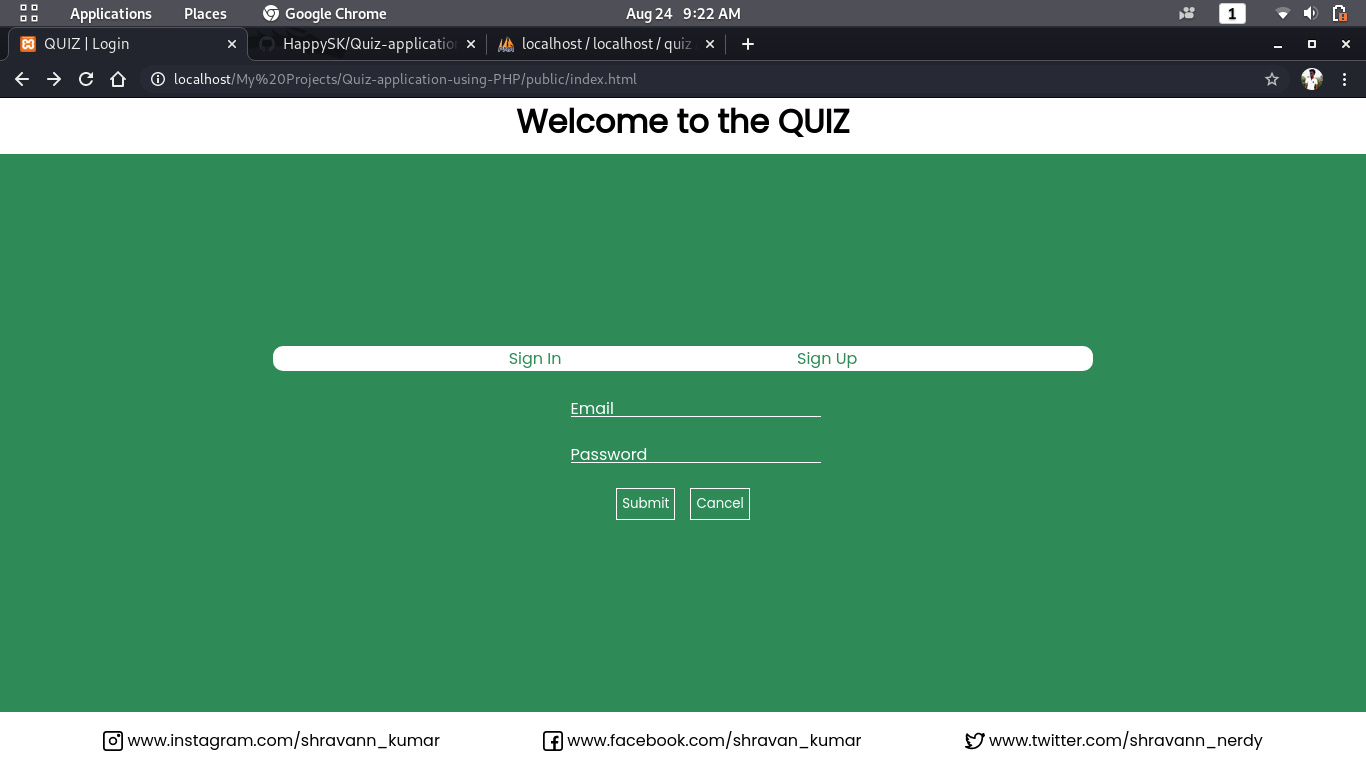 Applications Places Google Chrome Aug 24 9:22 AM 1
QUIZ | Login HappySK/Quiz-application localhost / localhost / quiz
localhost/My%20Projects/Quiz-application-using-PHP/public/index.html
Welcome to the QUIZ
Sign In Sign Up
Email
Password
Submit Cancel
www.instagram.com/shravann_kumar www.facebook.com/shravan_kumar www.twitter.com/shravann_nerdy